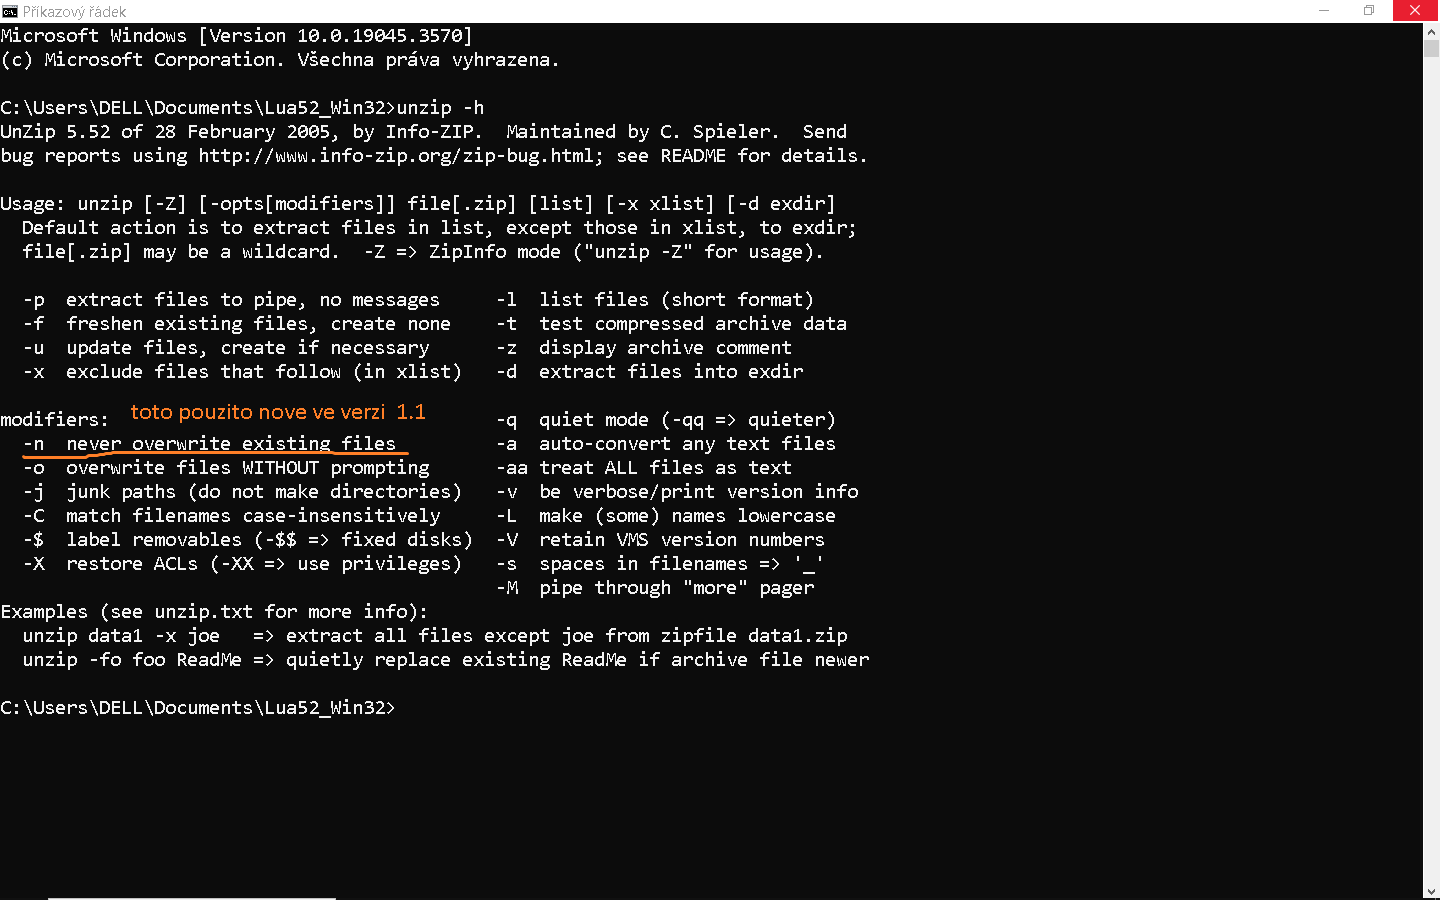 Příkazový řádek
Microsoft Windows [Version 10.0.19045.3570]
(c) Microsoft Corporation. Všechna práva vyhrazena.
C:\Users\DELL\Documents\Lua52_Win32>unzip -h
UnZip 5.52 of 28 February 2005, by Info-ZIP.  Maintained by C. Spieler.  Send
bug reports using http://www.info-zip.org/zip-bug.html; see README for details.
Usage: unzip [-Z] [-opts[modifiers]] file[.zip] [list] [-x xlist] [-d exdir]
  Default action is to extract files in list, except those in xlist, to exdir;
  file[.zip] may be a wildcard.  -Z => ZipInfo mode ("unzip -Z" for usage).
  -p  extract files to pipe, no messages     -l  list files (short format)
  -f  freshen existing files, create none    -t  test compressed archive data
  -u  update files, create if necessary      -z  display archive comment
  -x  exclude files that follow (in xlist)   -d  extract files into exdir
toto pouzito nove ve verzi  1.1
modifiers:                                   -q  quiet mode (-qq => quieter)
  -n  never overwrite existing files         -a  auto-convert any text files
  -o  overwrite files WITHOUT prompting      -aa treat ALL files as text
  -j  junk paths (do not make directories)   -v  be verbose/print version info
  -C  match filenames case-insensitively     -L  make (some) names lowercase
  -$  label removables (-$$ => fixed disks)  -V  retain VMS version numbers
  -X  restore ACLs (-XX => use privileges)   -s  spaces in filenames => '_'
                                             -M  pipe through "more" pager
Examples (see unzip.txt for more info):
  unzip data1 -x joe   => extract all files except joe from zipfile data1.zip
  unzip -fo foo ReadMe => quietly replace existing ReadMe if archive file newer
C:\Users\DELL\Documents\Lua52_Win32>